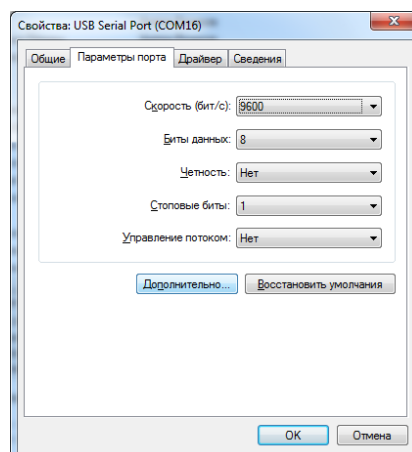 Свойства: USB Serial Port (COM16)
Общие Параметры порта Драйвер Сведения
Скорость (бит/с): 9600
Биты данных: 8
Четность: Нет
Стоповые биты: 1
Управление потоком: Нет
Дополнительно... Восстановить умолчания
OK Отмена